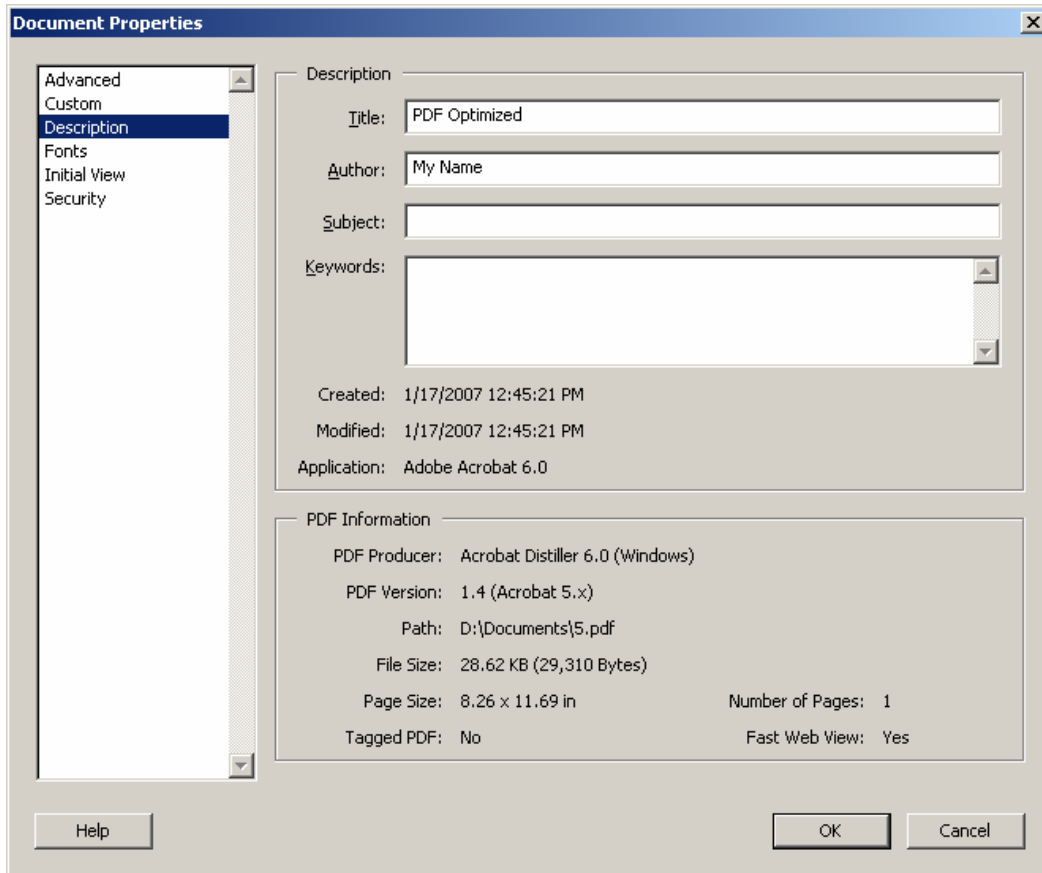 Document Properties
Advanced
Custom
Description
Fonts
Initial View
Security
Description
Title: PDF Optimized
Author: My Name
Subject:
Keywords:
Created: 1/17/2007 12:45:21 PM
Modified: 1/17/2007 12:45:21 PM
Application: Adobe Acrobat 6.0
PDF Information
PDF Producer: Acrobat Distiller 6.0 (Windows)
PDF Version: 1.4 (Acrobat 5.x)
Path: D:\Documents\5.pdf
File Size: 28.62 KB (29,310 Bytes)
Page Size: 8.26 x 11.69 in Number of Pages: 1
Tagged PDF: No Fast Web View: Yes
Help OK Cancel